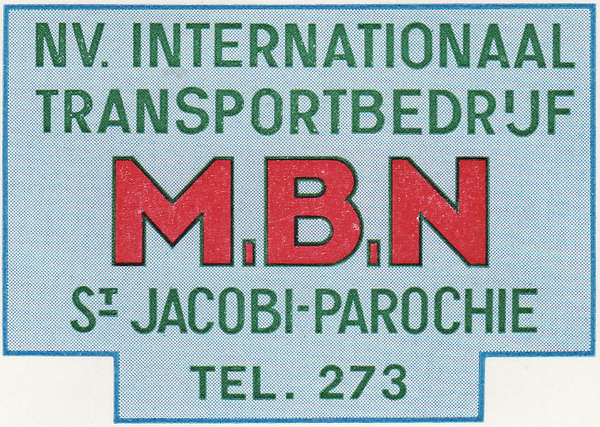 NV. INTERNATIONAAL
TRANSPORTBEDRIJF
M.B.N
ST JACOBI-PAROCHIE
TEL. 273